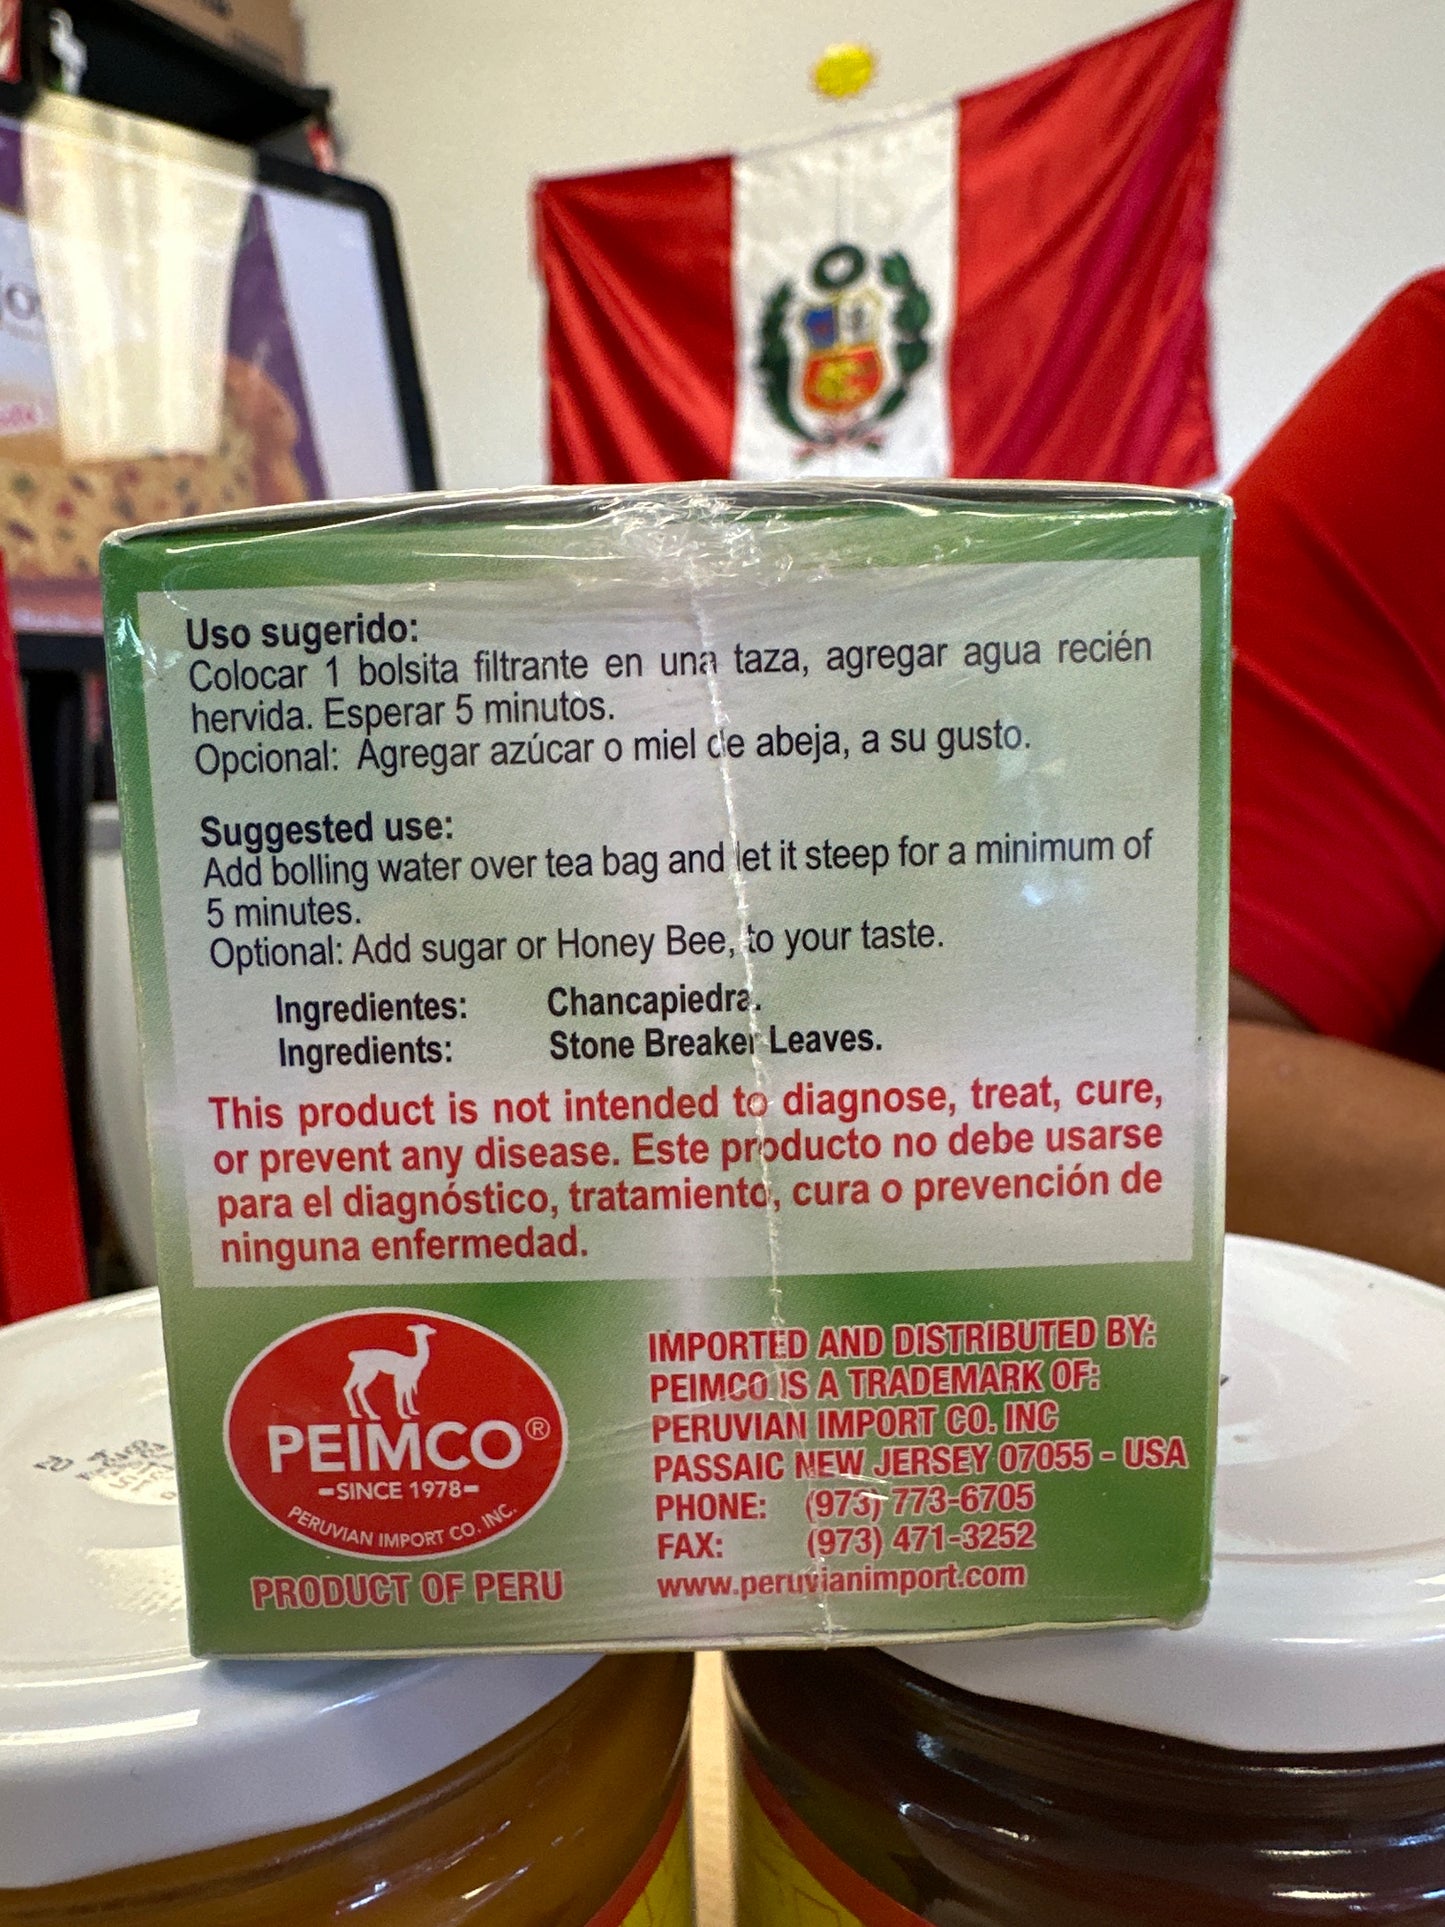 Uso sugerido:
Colocar 1 bolsita filtrante en una taza, agregar agua recién
hervida. Esperar 5 minutos.
Opcional: Agregar azúcar o miel de abeja, a su gusto.
Suggested use:
Add bolling water over tea bag and let it steep for a minimum of
5 minutes.
Optional: Add sugar or Honey Bee, to your taste.
Ingredientes: Chancapiedra.
Ingredients: Stone Breaker Leaves.
This product is not intended to diagnose, treat, cure,
or prevent any disease. Este producto no debe usarse
para el diagnóstico, tratamiento, cura o prevención de
ninguna enfermedad.
PEIMCO®
SINCE 1978
PERUVIAN IMPORT CO. INC.
PRODUCT OF PERU
IMPORTED AND DISTRIBUTED BY:
PEIMCO IS A TRADEMARK OF:
PERUVIAN IMPORT CO. INC
PASSAIC NEW JERSEY 07055 - USA
PHONE: (973) 773-6705
FAX: (973) 471-3252
www.peruvianimport.com